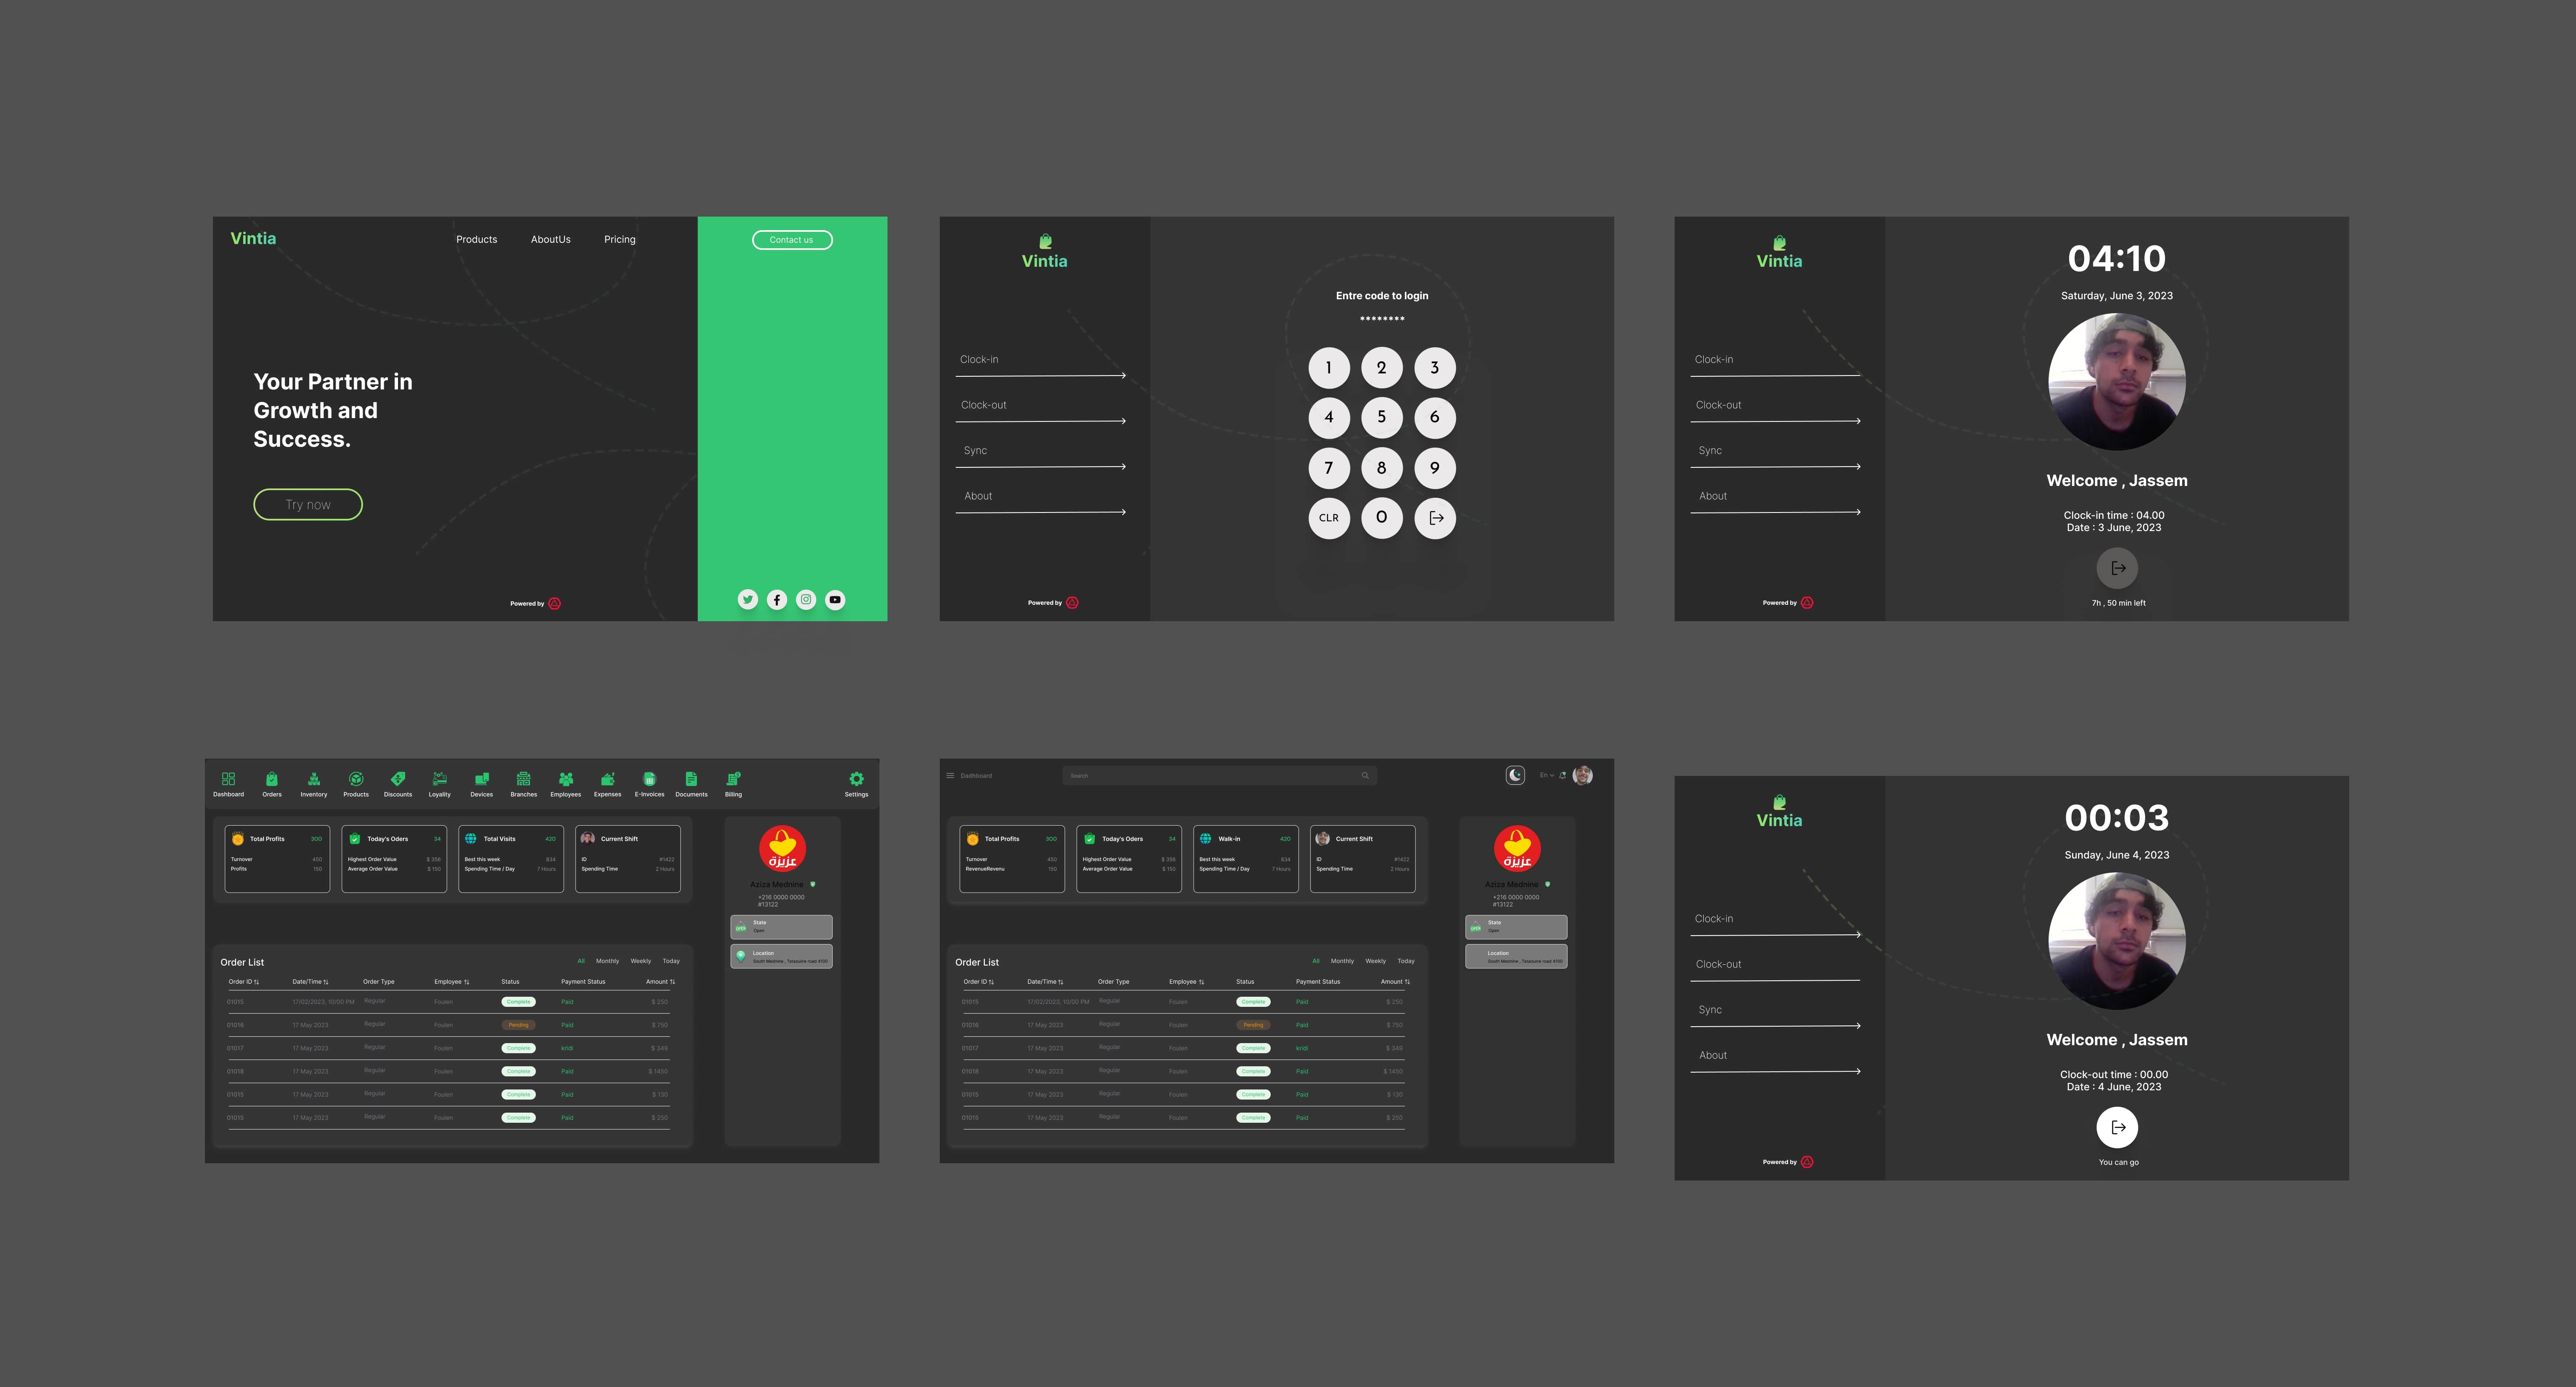 Vintia
Products AboutUs Pricing
Contact us
Your Partner in
Growth and
Success.
Try now
Powered by
Vintia
Clock-in
Clock-out
Sync
About
Powered by
Entre code to login
********
1 2 3
4 5 6
7 8 9
CLR 0
Vintia
Clock-in
Clock-out
Sync
About
Powered by
04:10
Saturday, June 3, 2023
Welcome , Jassem
Clock-in time : 04.00
Date : 3 June, 2023
7h , 50 min left
Dashboard Orders Inventory Products Discounts Loyality Devices Branches Employees Expenses E-Invoices Documents Billing Settings
Total Profits 300
Turnover 450
Profits 150
Today's Oders 34
Highest Order Value $ 356
Average Order Value $ 150
Total Visits 420
Best this week 634
Spending Time / Day 7 Hours
Current Shift
ID #1422
Spending Time 2 Hours
عزيزة
Aziza Mednine
+216 0000 0000
#13122
State
Open
Location
South Mednine , Tataouine-road 4100
Order List All Monthly Weekly Today
Order ID Date/Time Order Type Employee Status Payment Status Amount
01015 17/02/2023, 10:00 PM Regular Foulen Complete Paid $ 250
01016 17 May 2023 Regular Foulen Pending Paid $ 750
01017 17 May 2023 Regular Foulen Complete kridi $ 349
01018 17 May 2023 Regular Foulen Complete Paid $ 1450
01015 17 May 2023 Regular Foulen Complete Paid $ 130
01015 17 May 2023 Regular Foulen Complete Paid $ 250
Dadhboard Search En
Total Profits 300
Turnover 450
RevenueRevenu 150
Today's Oders 34
Highest Order Value $ 356
Average Order Value $ 150
Walk-in 420
Best this week 634
Spending Time / Day 7 Hours
Current Shift
ID #1422
Spending Time 2 Hours
عزيزة
Aziza Mednine
+216 0000 0000
#13122
State
Open
Location
South Mednine , Tataouine-road 4100
Order List All Monthly Weekly Today
Order ID Date/Time Order Type Employee Status Payment Status Amount
01015 17/02/2023, 10:00 PM Regular Foulen Complete Paid $ 250
01016 17 May 2023 Regular Foulen Pending Paid $ 750
01017 17 May 2023 Regular Foulen Complete kridi $ 349
01018 17 May 2023 Regular Foulen Complete Paid $ 1450
01015 17 May 2023 Regular Foulen Complete Paid $ 130
01015 17 May 2023 Regular Foulen Complete Paid $ 250
Vintia
Clock-in
Clock-out
Sync
About
Powered by
00:03
Sunday, June 4, 2023
Welcome , Jassem
Clock-out time : 00.00
Date : 4 June, 2023
You can go